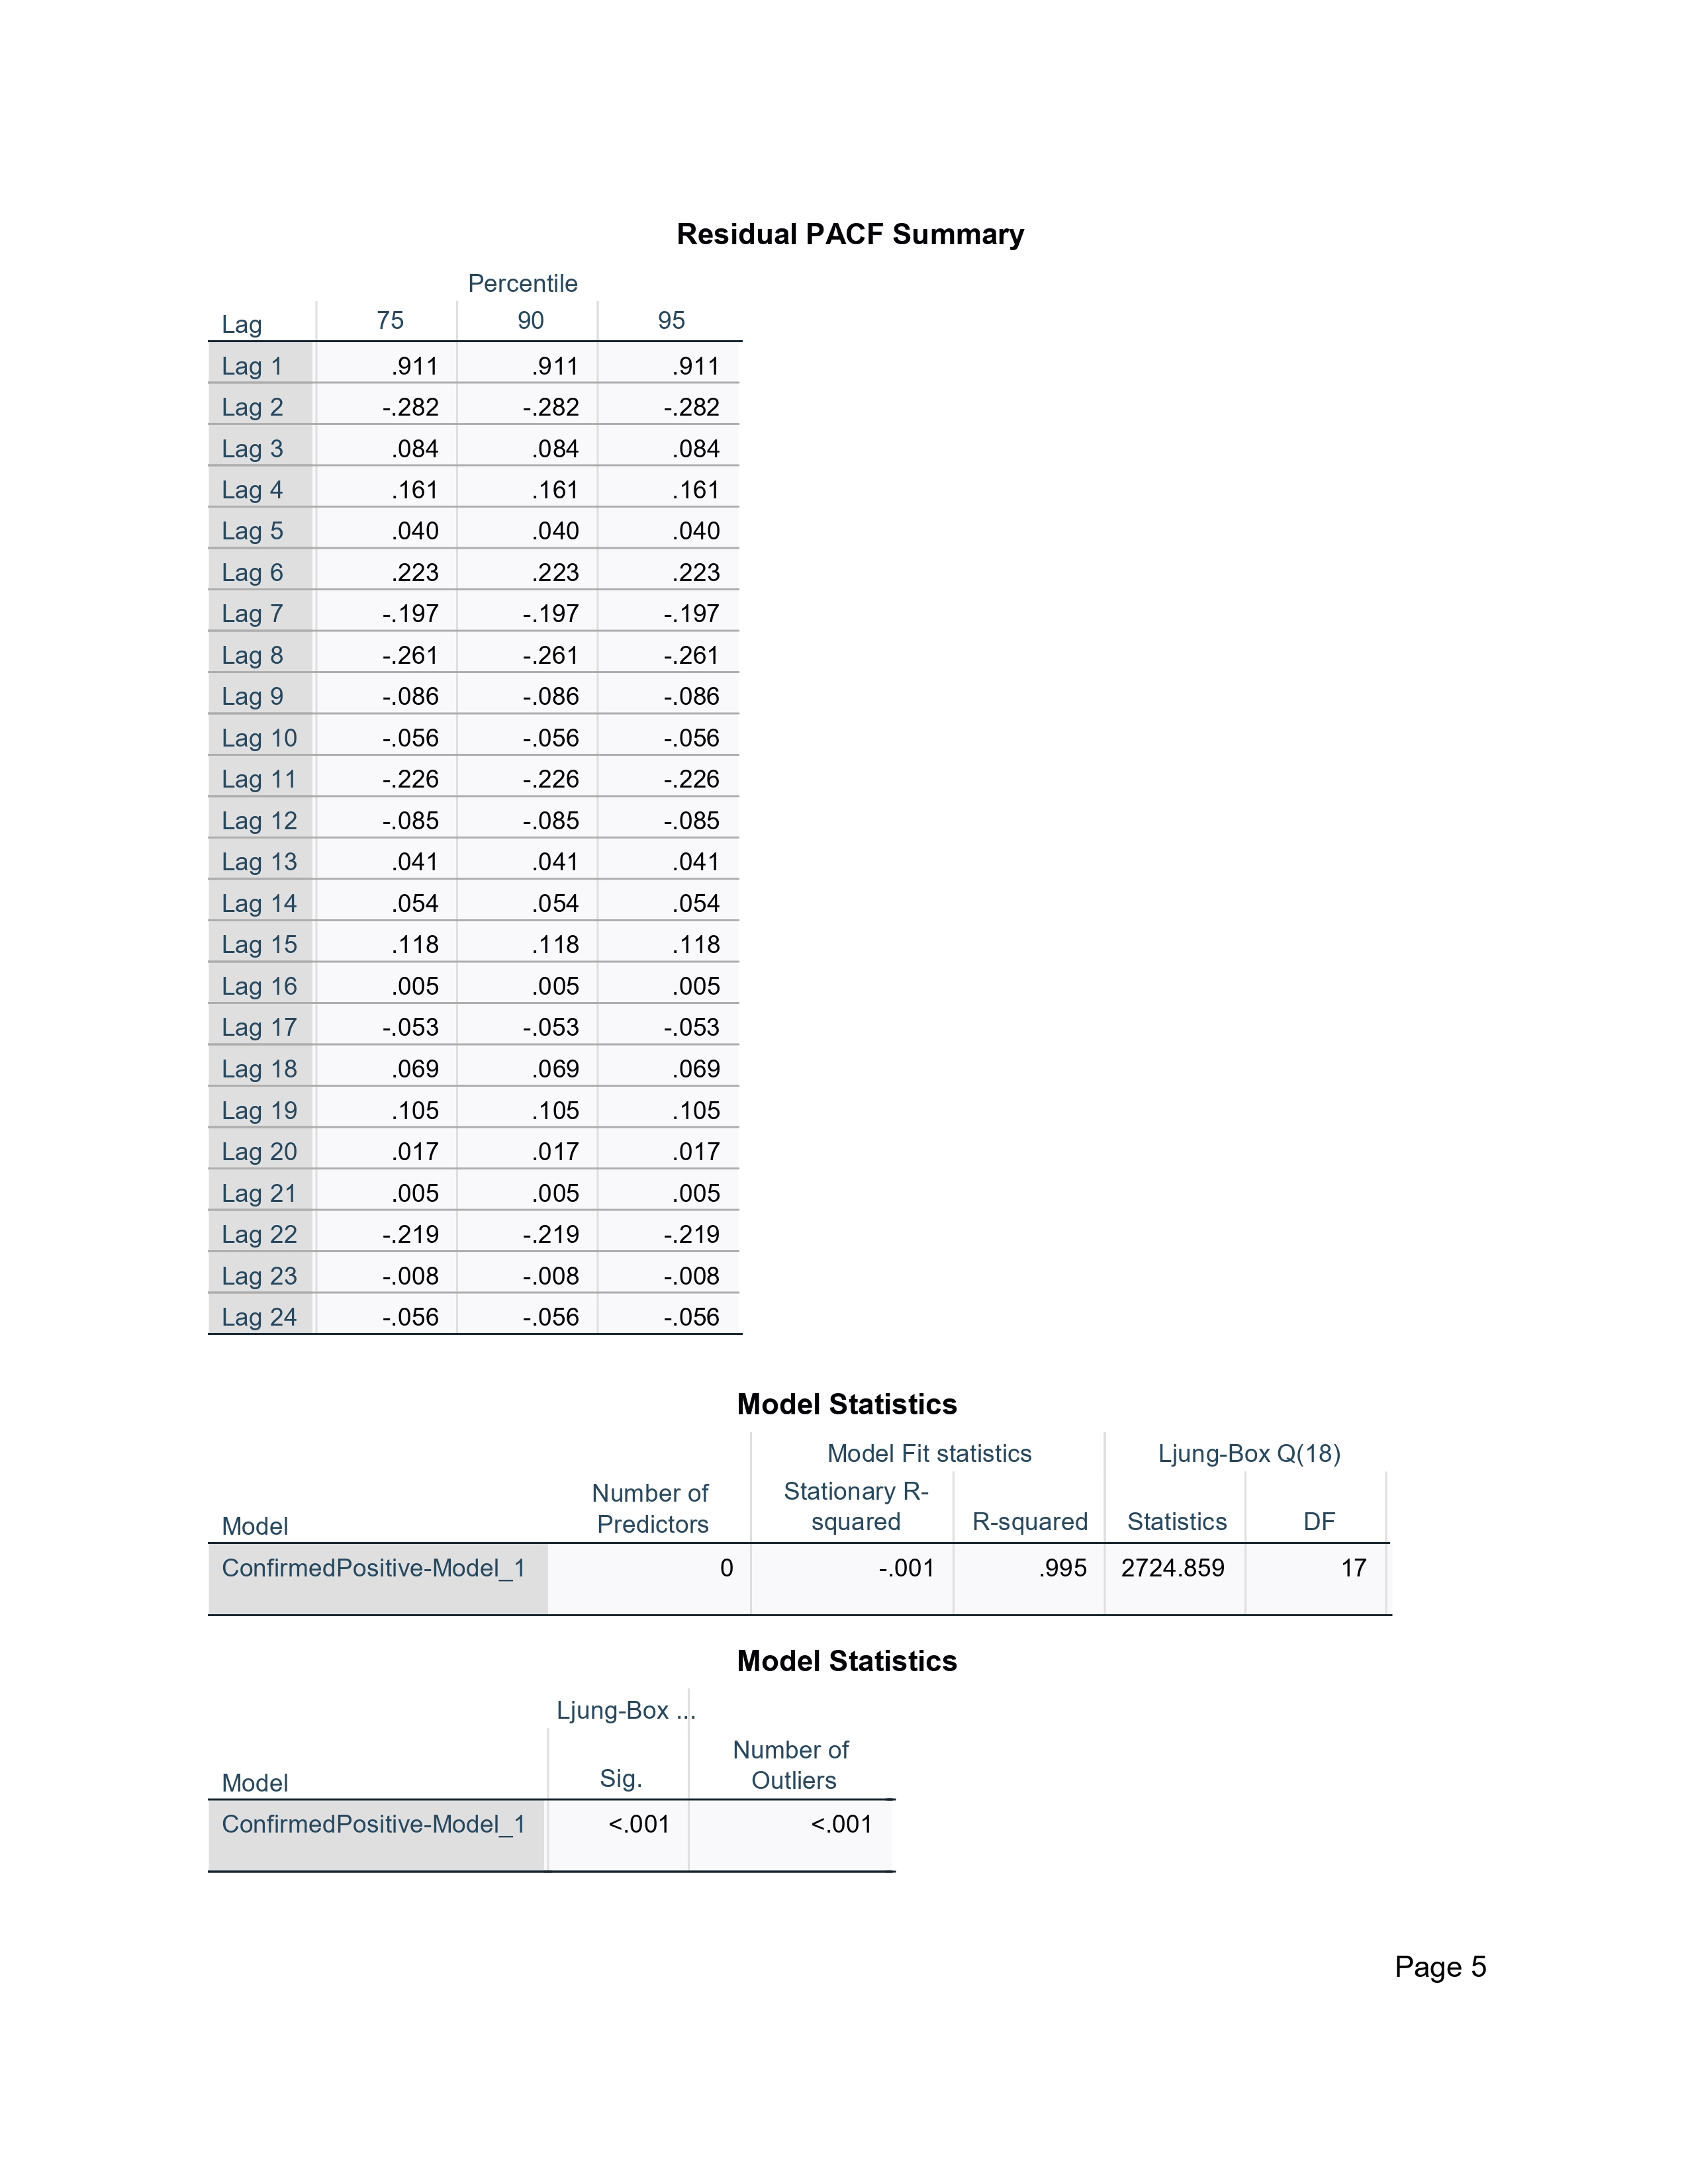 Residual PACF Summary
Percentile
Lag 75 90 95
Lag 1 .911 .911 .911
Lag 2 -.282 -.282 -.282
Lag 3 .084 .084 .084
Lag 4 .161 .161 .161
Lag 5 .040 .040 .040
Lag 6 .223 .223 .223
Lag 7 -.197 -.197 -.197
Lag 8 -.261 -.261 -.261
Lag 9 -.086 -.086 -.086
Lag 10 -.056 -.056 -.056
Lag 11 -.226 -.226 -.226
Lag 12 -.085 -.085 -.085
Lag 13 .041 .041 .041
Lag 14 .054 .054 .054
Lag 15 .118 .118 .118
Lag 16 .005 .005 .005
Lag 17 -.053 -.053 -.053
Lag 18 .069 .069 .069
Lag 19 .105 .105 .105
Lag 20 .017 .017 .017
Lag 21 .005 .005 .005
Lag 22 -.219 -.219 -.219
Lag 23 -.008 -.008 -.008
Lag 24 -.056 -.056 -.056
Model Statistics
Model Fit statistics Ljung-Box Q(18)
Number of Stationary R-
Model Predictors squared R-squared Statistics DF
ConfirmedPositive-Model_1 0 -.001 .995 2724.859 17
Model Statistics
Ljung-Box ...
Number of
Model Sig. Outliers
ConfirmedPositive-Model_1 <.001 <.001
Page 5